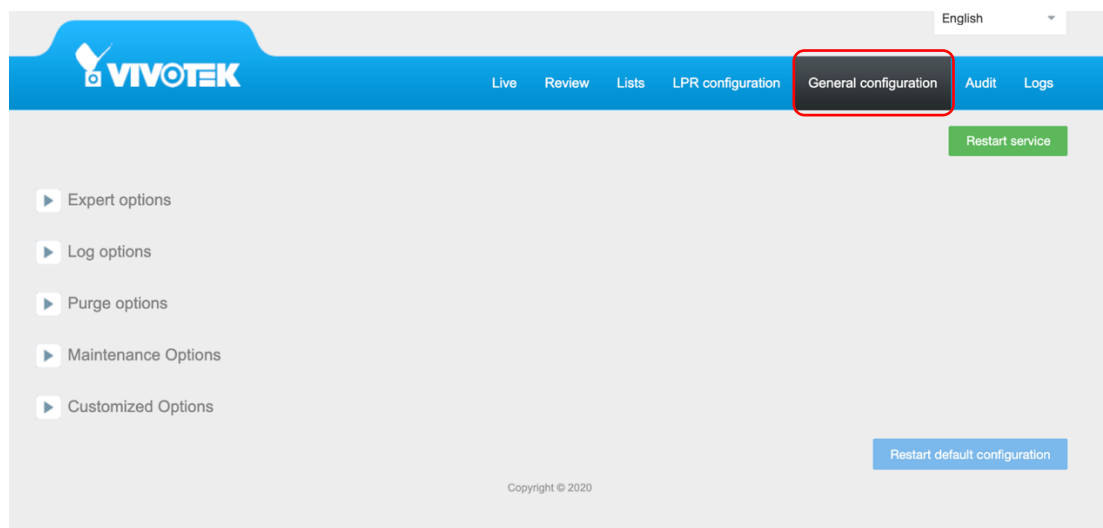 English
VIVOTEK
Live Review Lists LPR configuration General configuration Audit Logs
Restart service
Expert options
Log options
Purge options
Maintenance Options
Customized Options
Restart default configuration
Copyright © 2020